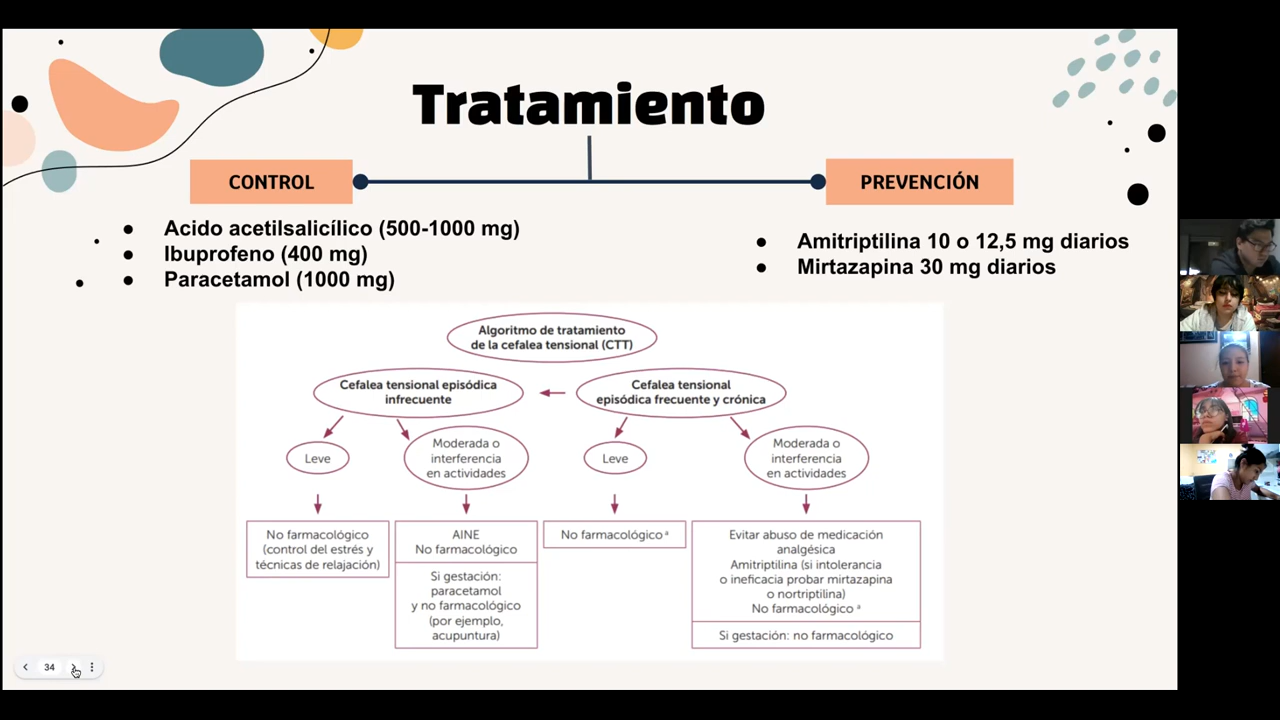 Tratamiento
CONTROL
PREVENCIÓN
● Acido acetilsalicílico (500-1000 mg)
● Ibuprofeno (400 mg)
● Paracetamol (1000 mg)
● Amitriptilina 10 o 12,5 mg diarios
● Mirtazapina 30 mg diarios
Algoritmo de tratamiento
de la cefalea tensional (CTT)
Cefalea tensional episódica
infrecuente
Cefalea tensional
episódica frecuente y crónica
Leve
Moderada o
interferencia
en actividades
Leve
Moderada o
interferencia
en actividades
No farmacológico
(control del estrés y
técnicas de relajación)
AINE
No farmacológico
Si gestación:
paracetamol
y no farmacológico
(por ejemplo,
acupuntura)
No farmacológico ª
Evitar abuso de medicación
analgésica
Amitriptilina (si intolerancia
o ineficacia probar mirtazapina
o nortriptilina)
No farmacológico ª
Si gestación: no farmacológico
34